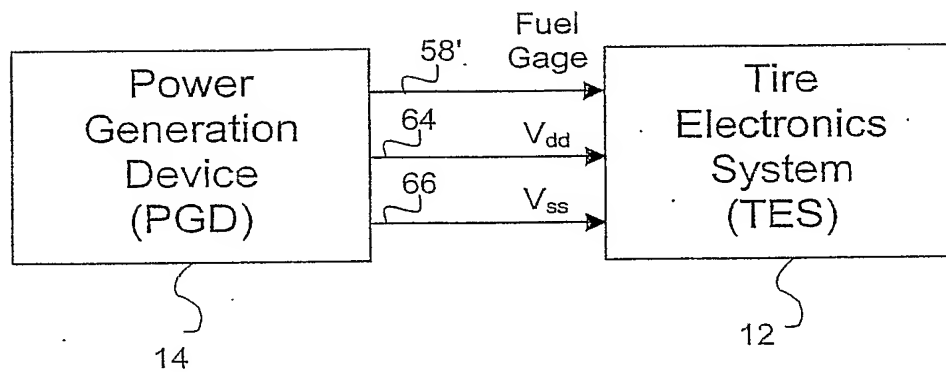 Power
Generation
Device
(PGD)
58'
Fuel
Gage
64
Vdd
66
Vss
Tire
Electronics
System
(TES)
14
12